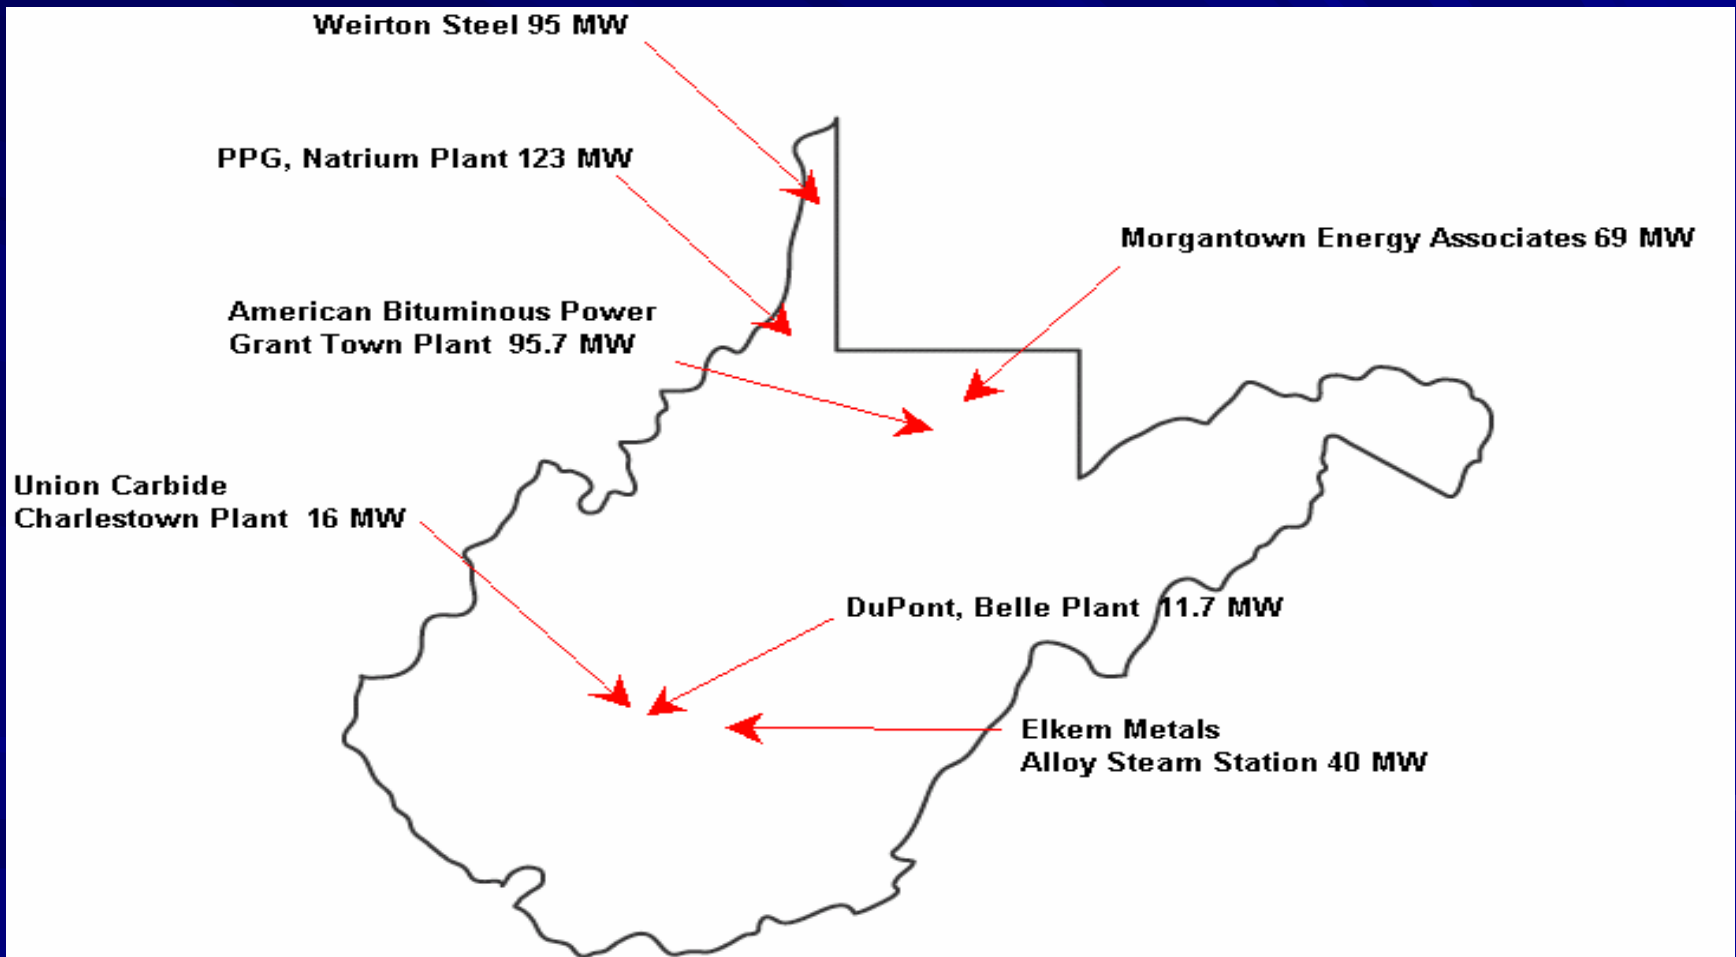 Weirton Steel 95 MW
PPG, Natrium Plant 123 MW
Morgantown Energy Associates 69 MW
American Bituminous Power
Grant Town Plant 95.7 MW
Union Carbide
Charlestown Plant 16 MW
DuPont, Belle Plant 11.7 MW
Elkem Metals
Alloy Steam Station 40 MW